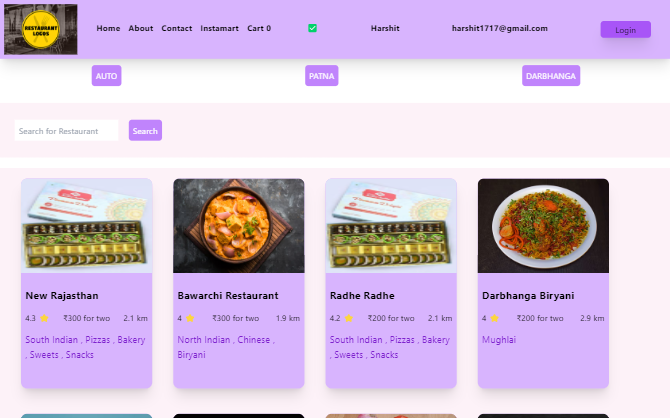 RESTAURANT
LOGOS
Home About Contact Instamart Cart 0 ✅ Harshit harshit1717@gmail.com Login
AUTO PATNA DARBHANGA
Search for Restaurant Search
New Rajasthan
4.3 ⭐ ₹300 for two 2.1 km
South Indian , Pizzas , Bakery
, Sweets , Snacks
Bawarchi Restaurant
4 ⭐ ₹300 for two 1.9 km
North Indian , Chinese ,
Biryani
Radhe Radhe
4.2 ⭐ ₹200 for two 2.1 km
South Indian , Pizzas , Bakery
, Sweets , Snacks
Darbhanga Biryani
4 ⭐ ₹200 for two 2.9 km
Mughlai